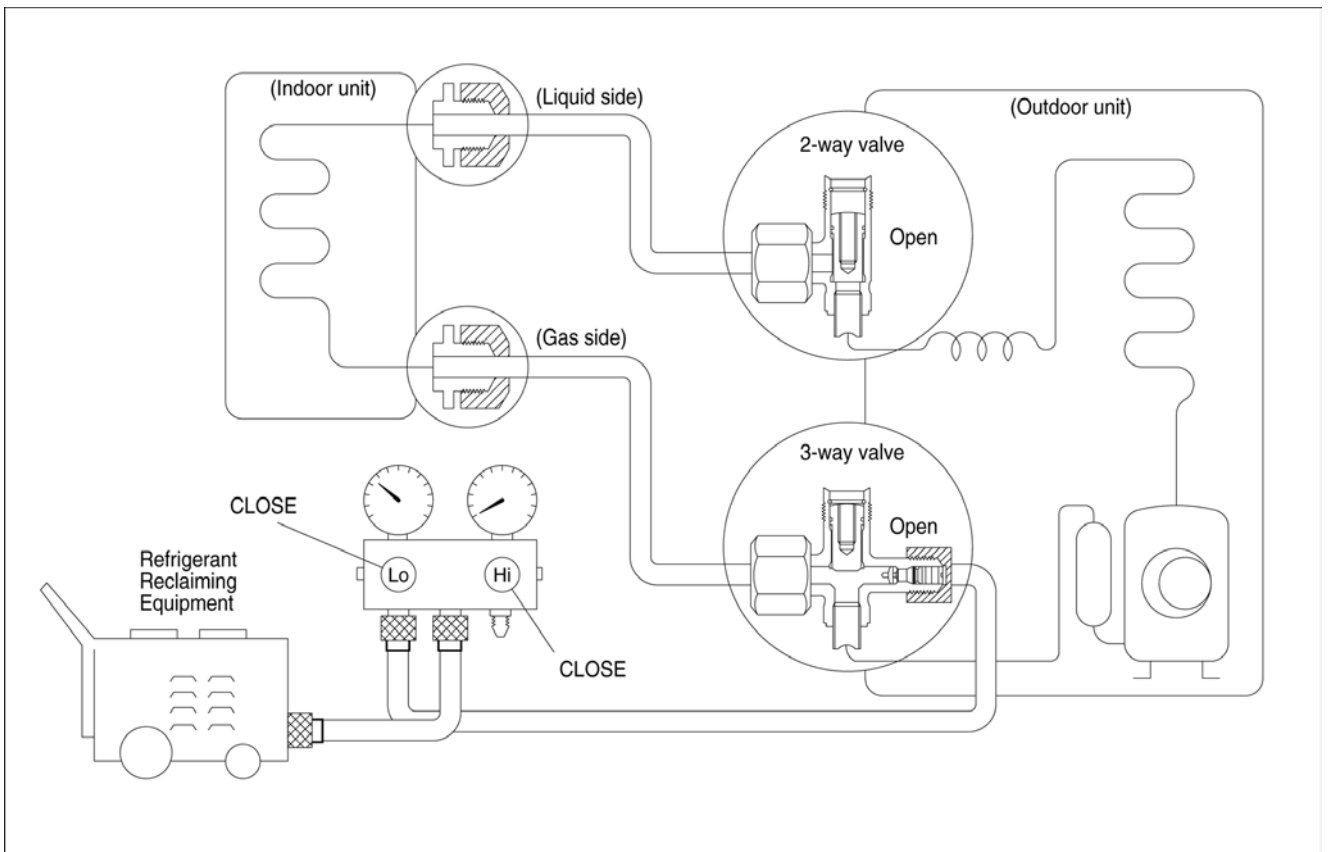 (Indoor unit)
(Liquid side)
(Outdoor unit)
2-way valve
Open
(Gas side)
3-way valve
Open
CLOSE
Refrigerant
Reclaiming
Equipment
Lo
Hi
CLOSE